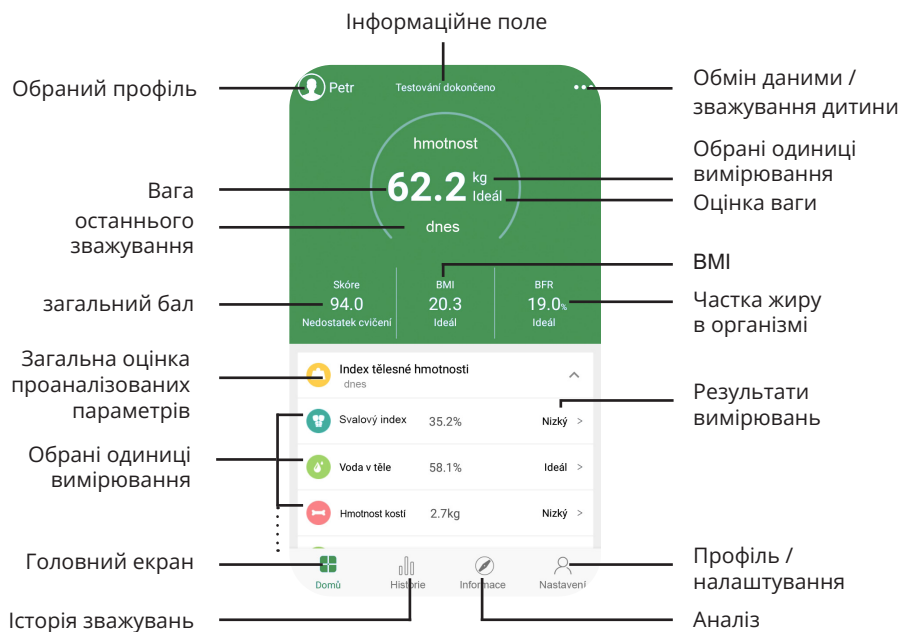 Інформаційне поле
Обраний профіль
Petr
Testování dokončeno
Обмін даними /
зважування дитини
hmotnost
Обрані одиниці
вимірювання
62.2 kg
Ideál
Вага
останнього
зважування
Оцінка ваги
dnes
BMI
Skóre
BMI
BFR
загальний бал
94.0
20.3
19.0%
Частка жиру
в організмі
Nedostatek cvičení
Ideál
Ideál
Загальна оцінка
проаналізованих
параметрів
Index tělesné hmotnosti
dnes
Результати
вимірювань
Svalový index 35.2% Nizký >
Обрані одиниці
вимірювання
Voda v těle 58.1% Ideál >
Hmotnost kostí 2.7kg Nizký >
Головний екран
Domů
Historie
Informace
Nastavení
Профіль /
налаштування
Історія зважувань
Аналіз